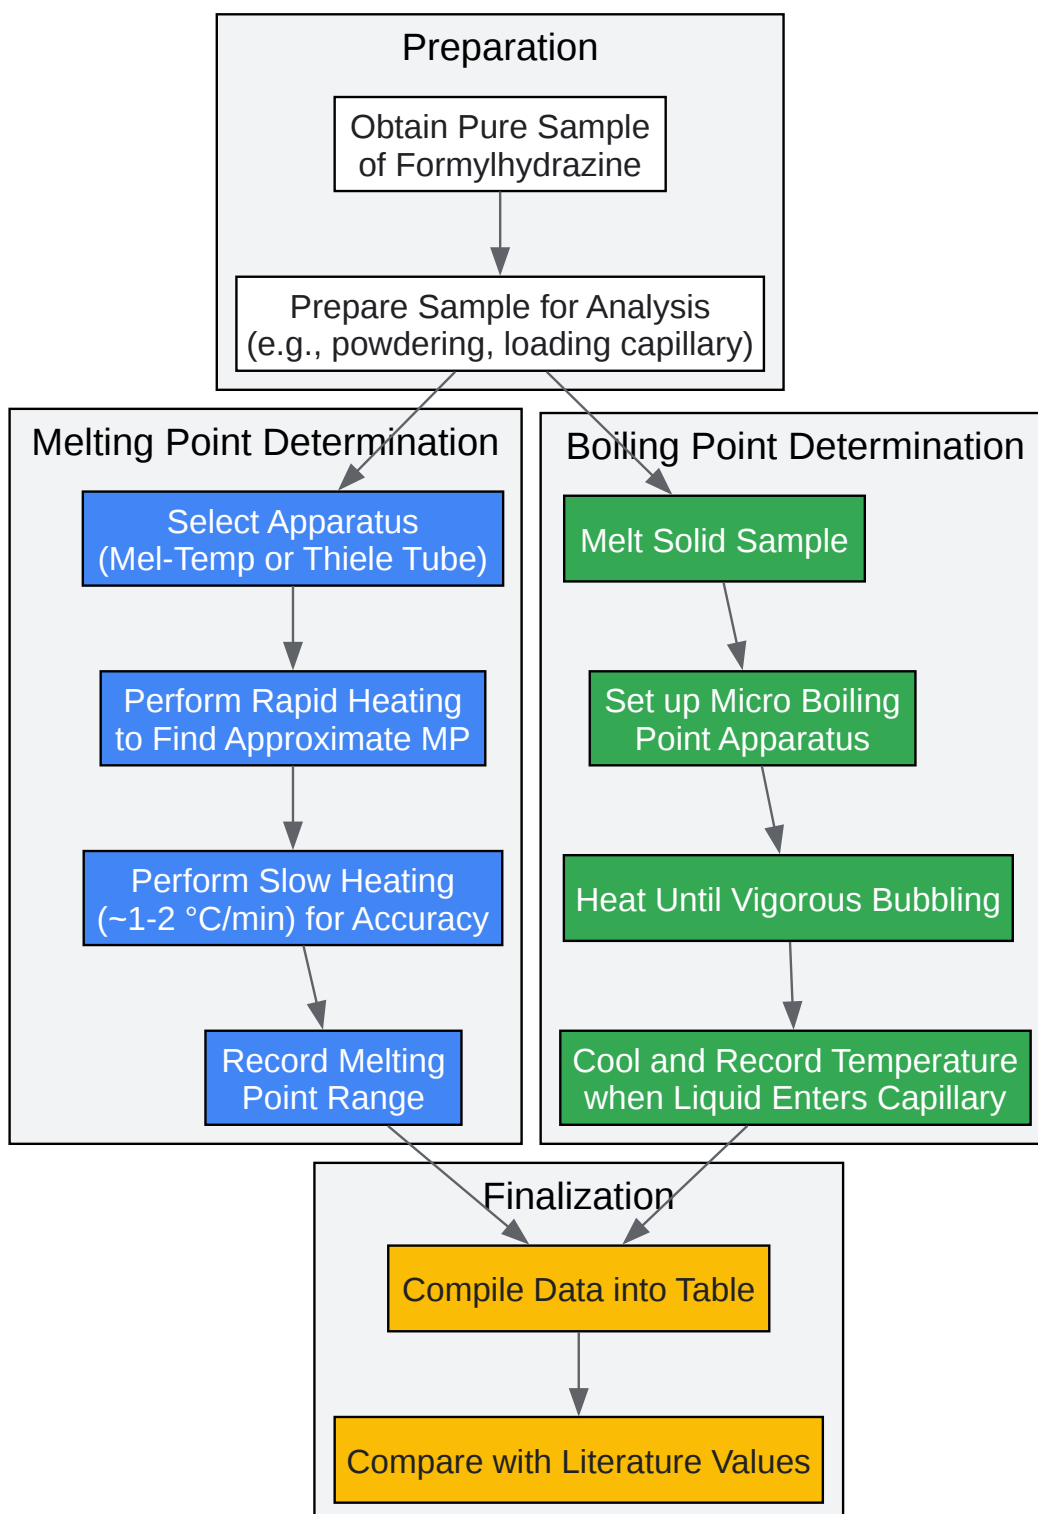 Preparation
Obtain Pure Sample
of Formylhydrazine
Prepare Sample for Analysis
(e.g., powdering, loading capillary)
Melting Point Determination
Select Apparatus
(Mel-Temp or Thiele Tube)
Perform Rapid Heating
to Find Approximate MP
Perform Slow Heating
(~1-2 °C/min) for Accuracy
Record Melting
Point Range
Boiling Point Determination
Melt Solid Sample
Set up Micro Boiling
Point Apparatus
Heat Until Vigorous Bubbling
Cool and Record Temperature
when Liquid Enters Capillary
Finalization
Compile Data into Table
Compare with Literature Values